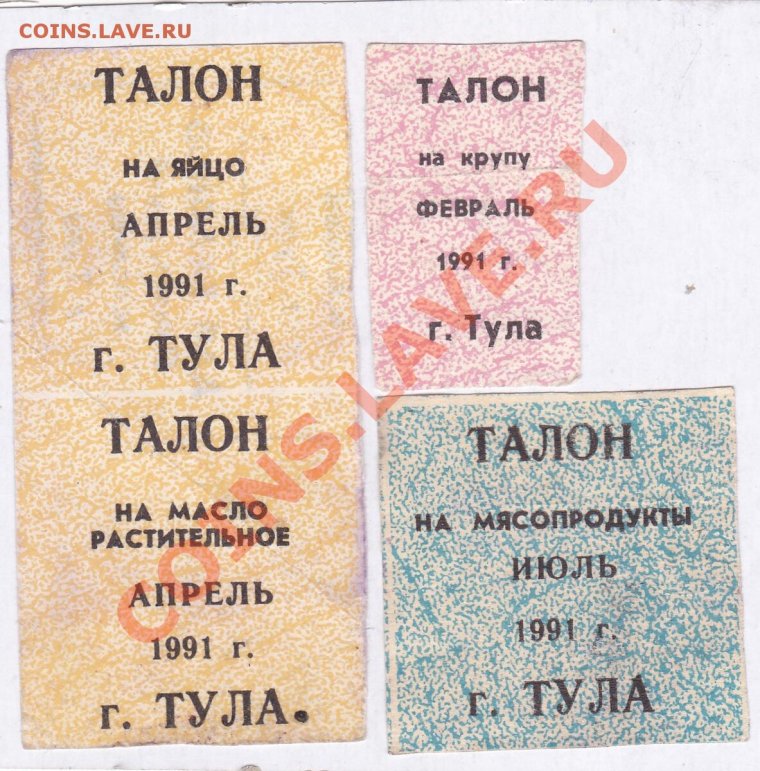 COINS.LAVE.RU
ТАЛОН
НА ЯЙЦО
АПРЕЛЬ
1991 г.
г. ТУЛА
ТАЛОН
НА МАСЛО
РАСТИТЕЛЬНОЕ
АПРЕЛЬ
1991 г.
г. ТУЛА.
ТАЛОН
на крупу
ФЕВРАЛЬ
1991 г.
г. Тула
ТАЛОН
НА МЯСОПРОДУКТЫ
ИЮЛЬ
1991 г.
г. ТУЛА
COINS.LAVE.RU